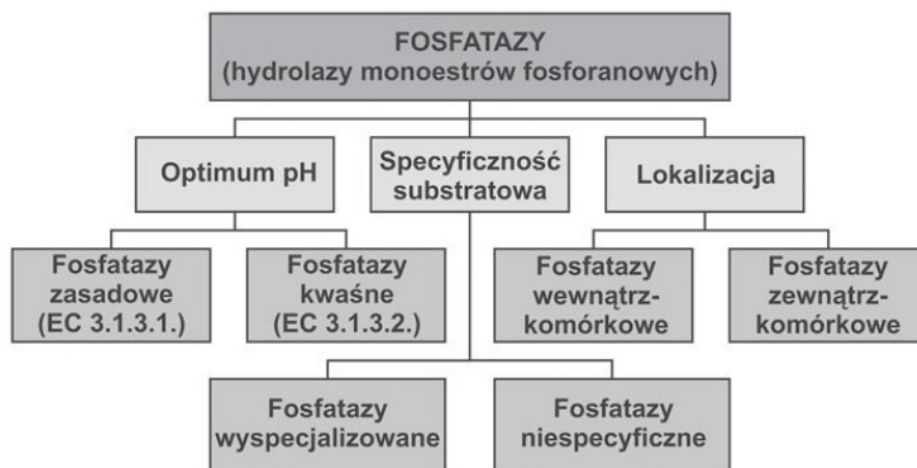 FOSFATAZY
(hydrolazy monoestrów fosforanowych)
Optimum pH
Specyficzność
substratowa
Lokalizacja
Fosfatazy
zasadowe
(EC 3.1.3.1.)
Fosfatazy
kwaśne
(EC 3.1.3.2.)
Fosfatazy
wewnątrz-
komórkowe
Fosfatazy
zewnątrz-
komórkowe
Fosfatazy
wyspecjalizowane
Fosfatazy
niespecyficzne